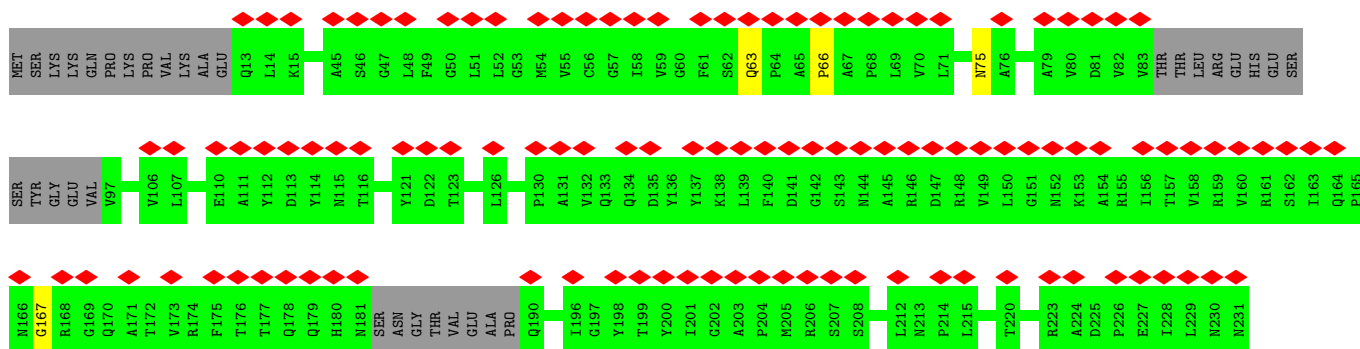 MET SER LYS LYS GLN PRO LYS PRO VAL LYS ALA GLU Q13 L14 K15 A45 S46 G47 L48 F49 G50 L51 L52 G53 M54 V55 C56 G57 I58 V59 G60 F61 S62 Q63 P64 A65 P66 A67 P68 L69 V70 L71 N75 A76 A79 V80 D81 V82 V83 THR THR LEU ARG GLU HIS GLU SER
SER TYR GLY GLU VAL V97 V106 L107 E110 A111 Y112 D113 Y114 N115 T116 Y121 D122 T123 L126 P130 A131 V132 Q133 Q134 D135 Y136 Y137 K138 L139 F140 D141 G142 S143 N144 A145 R146 D147 R148 V149 L150 G151 N152 K153 A154 R155 I156 T157 V158 R159 V160 R161 S162 I163 Q164 P165
N166 G167 R168 G169 Q170 A171 T172 V173 R174 F175 T176 T177 Q178 Q179 H180 N181 SER ASN GLY THR VAL GLU ALA PRO Q190 I196 G197 Y198 T199 Y200 I201 G202 A203 P204 M205 R206 S207 S208 L212 N213 P214 L215 T220 R223 A224 D225 P226 E227 I228 L229 N230 N231